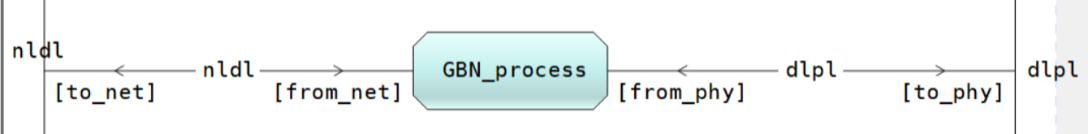 nldl
nldl GBN_process dlpl dlpl
[to_net] [from_net] [from_phy] [to_phy]